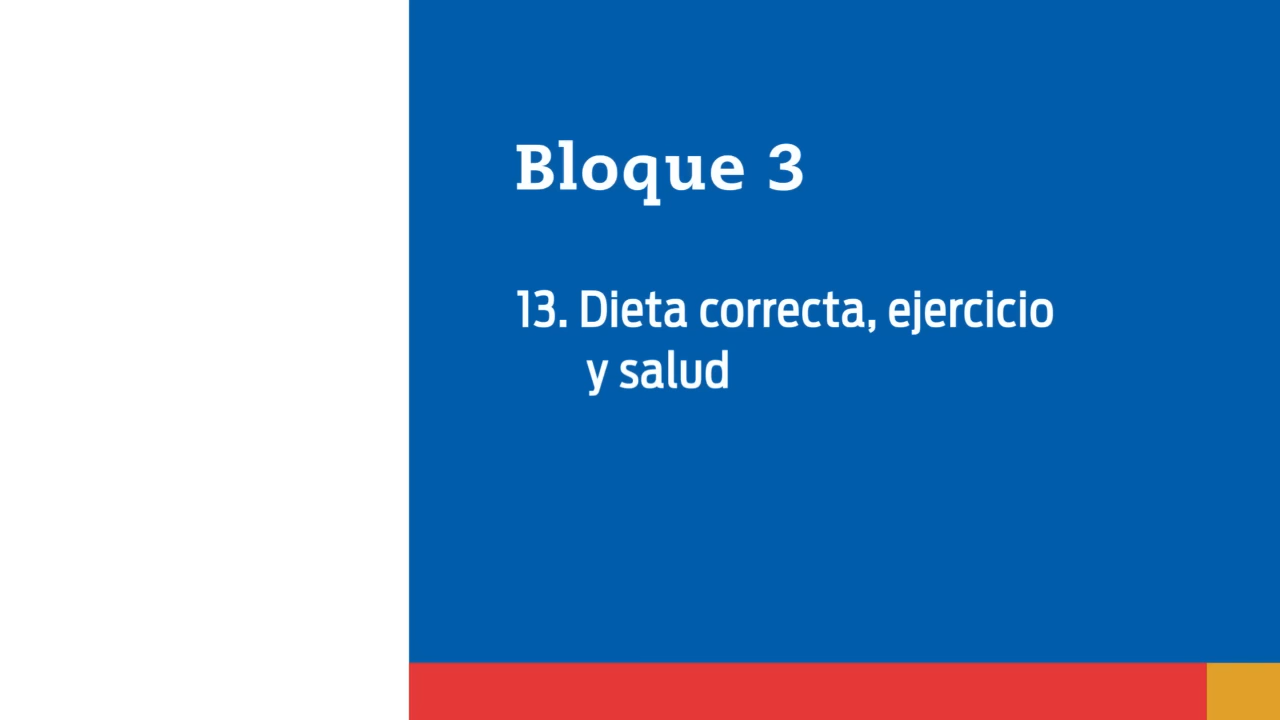 Bloque 3
13. Dieta correcta, ejercicio
y salud